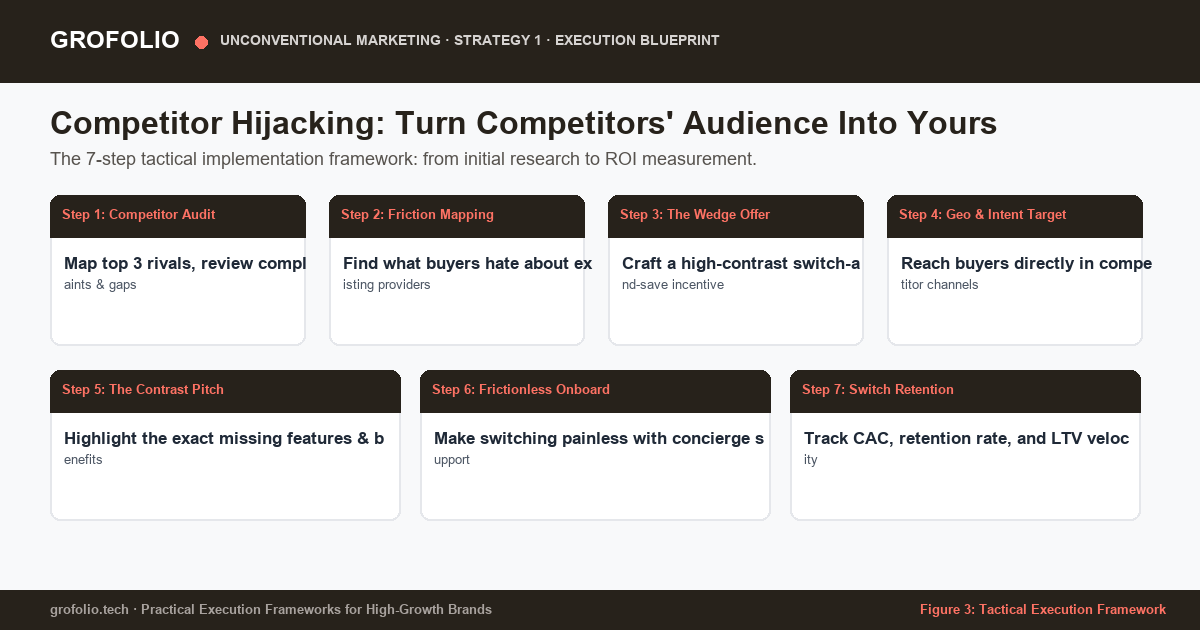 GROFOLIO
UNCONVENTIONAL MARKETING · STRATEGY 1 · EXECUTION BLUEPRINT
Competitor Hijacking: Turn Competitors' Audience Into Yours
The 7-step tactical implementation framework: from initial research to ROI measurement.
Step 1: Competitor Audit
Map top 3 rivals, review compl
aints & gaps
Step 2: Friction Mapping
Find what buyers hate about ex
isting providers
Step 3: The Wedge Offer
Craft a high-contrast switch-a
nd-save incentive
Step 4: Geo & Intent Target
Reach buyers directly in compe
titor channels
Step 5: The Contrast Pitch
Highlight the exact missing features & b
enefits
Step 6: Frictionless Onboard
Make switching painless with concierge s
upport
Step 7: Switch Retention
Track CAC, retention rate, and LTV veloc
ity
grofolio.tech · Practical Execution Frameworks for High-Growth Brands
Figure 3: Tactical Execution Framework